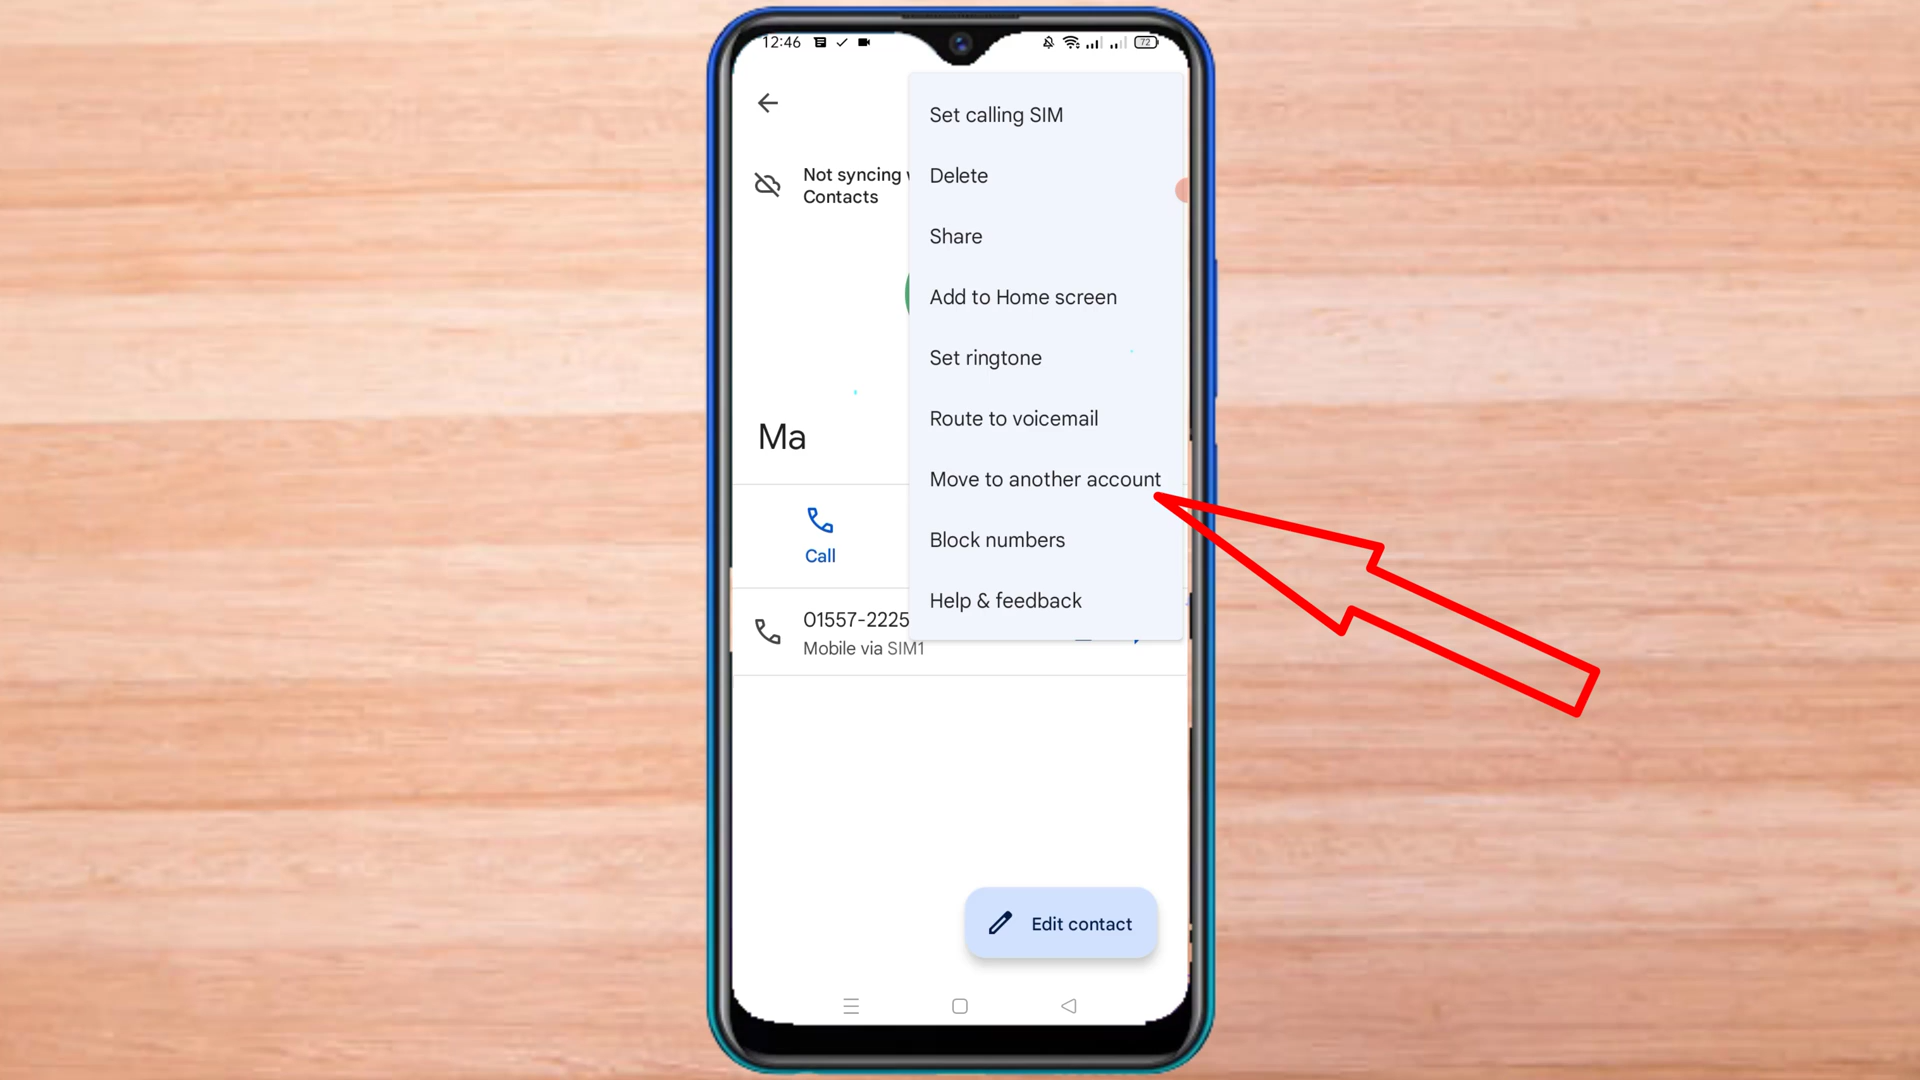 12:46
72
Not syncing
Contacts
Ma
Call
01557-2225
Mobile via SIM1
Set calling SIM
Delete
Share
Add to Home screen
Set ringtone
Route to voicemail
Move to another account
Block numbers
Help & feedback
Edit contact